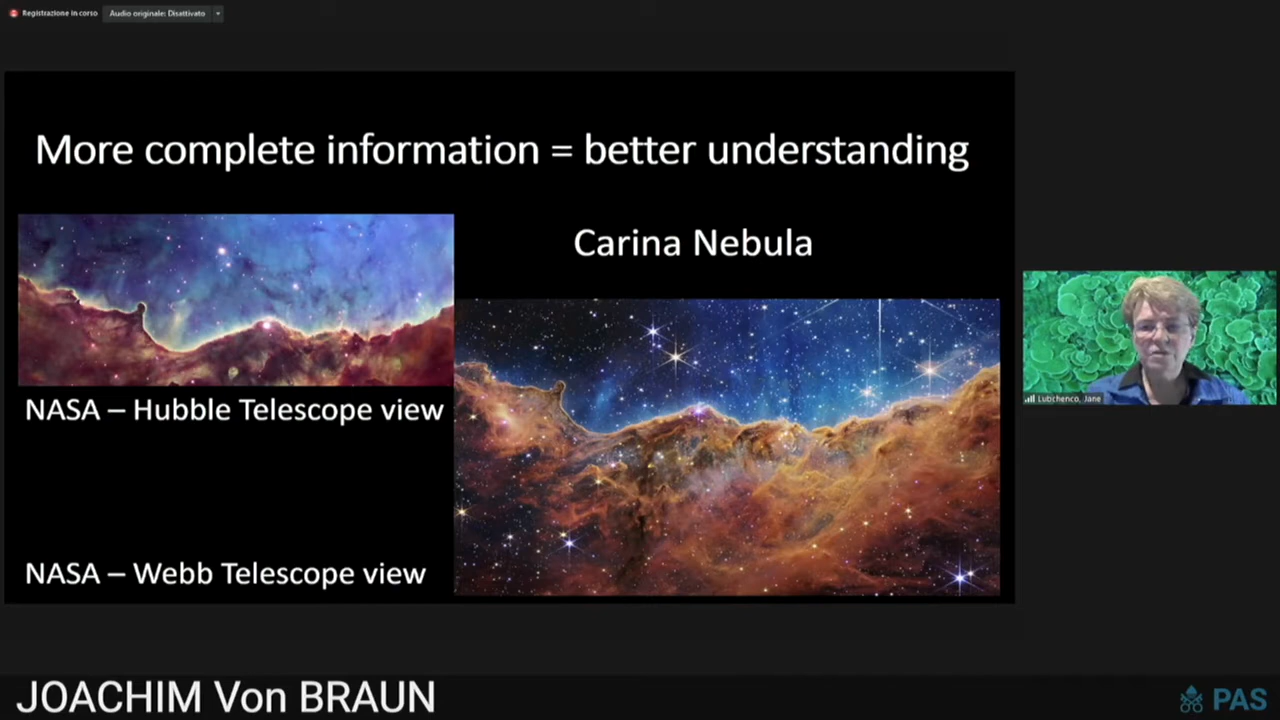 Registrazione in corso
Audio originale: Disattivato
More complete information = better understanding
Carina Nebula
NASA – Hubble Telescope view
NASA – Webb Telescope view
Lubchenco, Jane
JOACHIM Von BRAUN
PAS